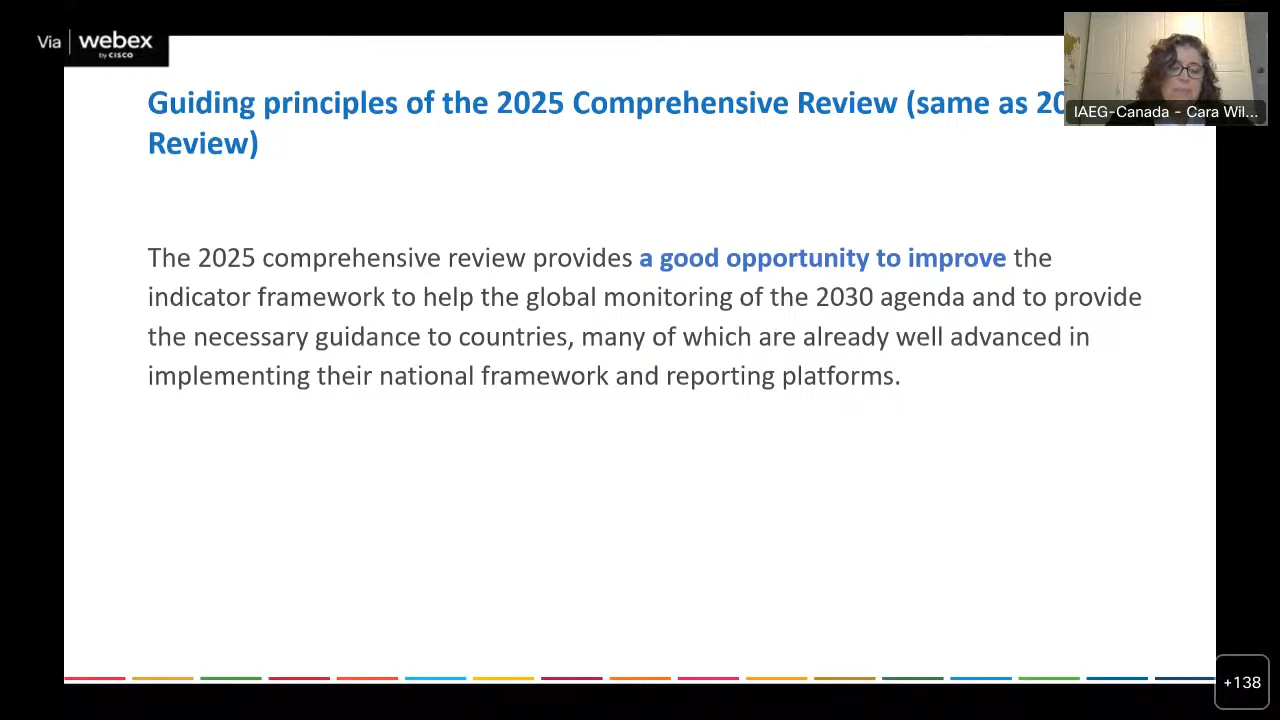 Via webex
by CISCO
Guiding principles of the 2025 Comprehensive Review (same as
Review)
IAEG-Canada - Cara Wil...
The 2025 comprehensive review provides a good opportunity to improve the
indicator framework to help the global monitoring of the 2030 agenda and to provide
the necessary guidance to countries, many of which are already well advanced in
implementing their national framework and reporting platforms.
+138